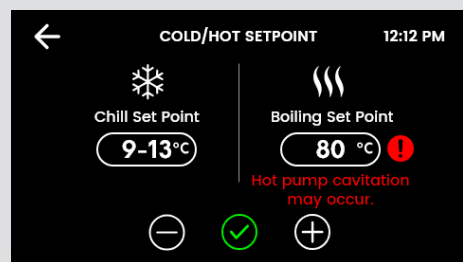 COLD/HOT SETPOINT
12:12 PM
Chill Set Point
Boiling Set Point
9-13°C
80 °C
!
Hot pump cavitation
may occur.